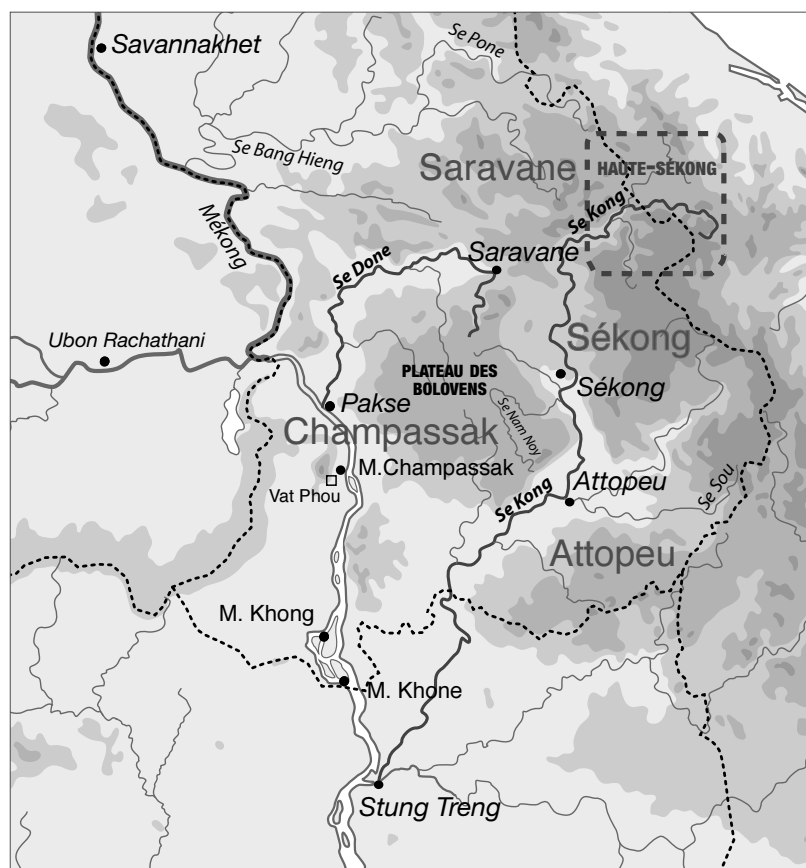 Savannakhet
Se Pone
Se Bang Hieng
Saravane
HAUTE-SÉKONG
Mékong
Se Kong
Se Done
Saravane
Ubon Rachathani
Sékong
PLATEAU DES
BOLOVENS
Sékong
Pakse
Champassak
Se Nam Noy
M.Champassak
Vat Phou
Attopeu
Se Kong
Se Sou
Attopeu
M. Khong
M. Khone
Stung Treng